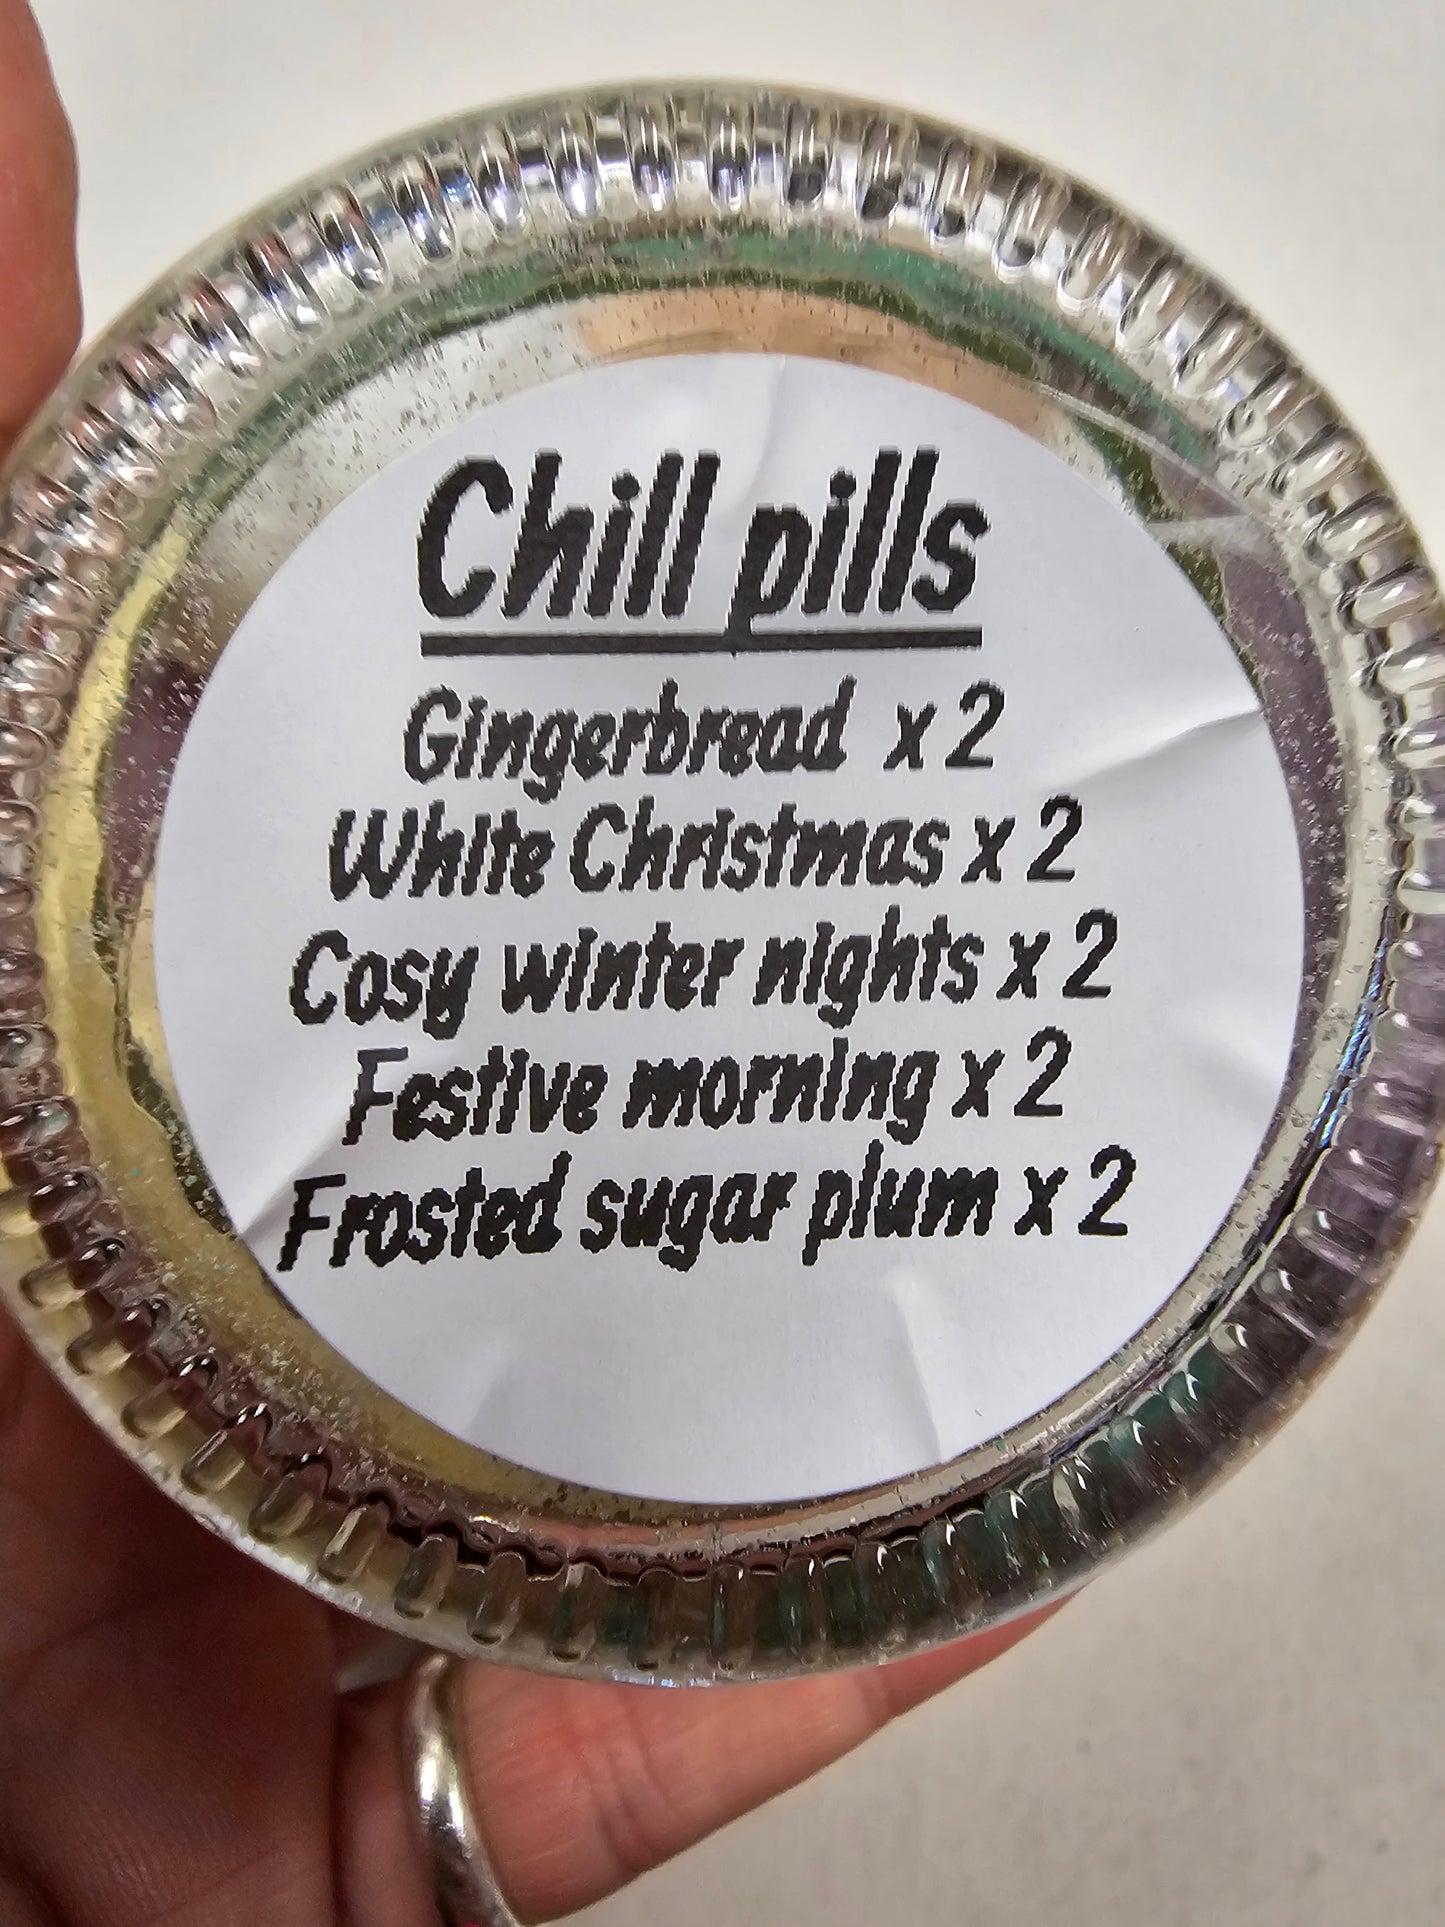 Chill pills
Gingerbread x 2
White Christmas x 2
Cosy winter nights x 2
Festive morning x 2
Frosted sugar plum x 2